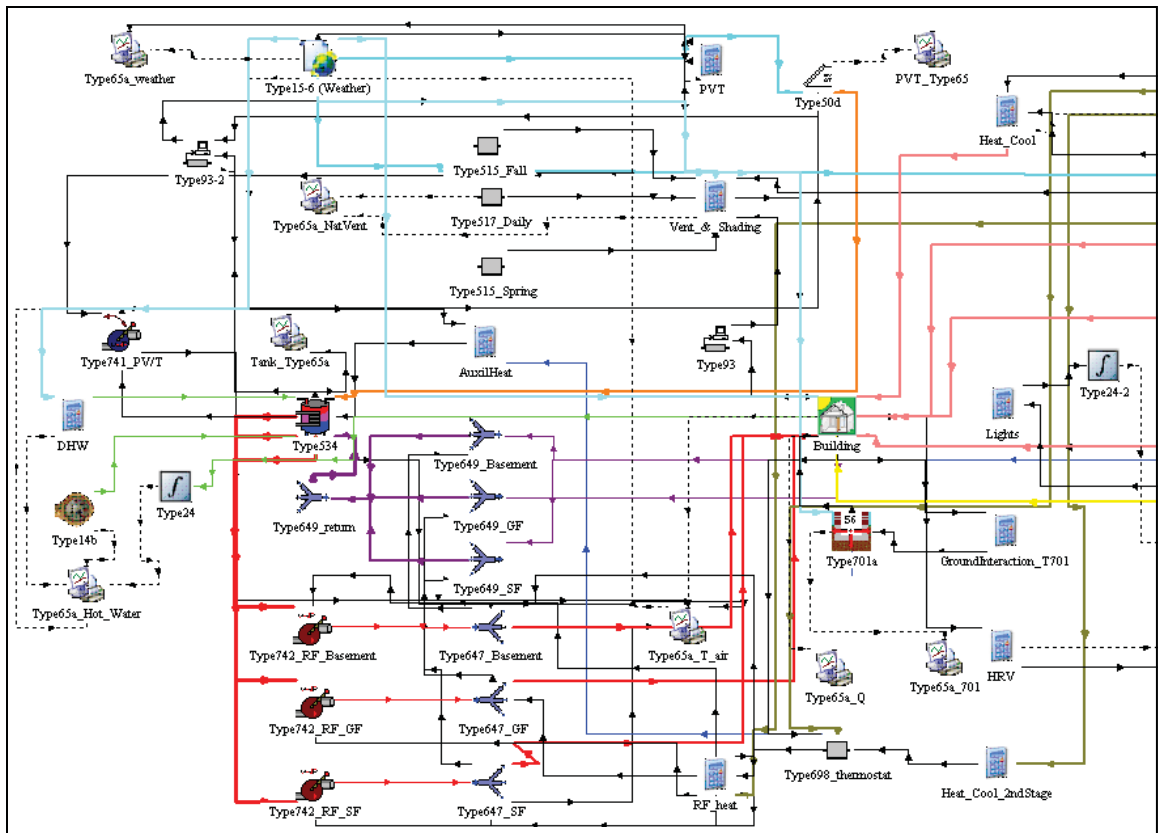 Type65a_weather
Type15-6 (Weather)
PVT
Type50d
PVT_Type65
Heat_Cool
Type93-2
Type515_Fall
Type65a_NatVent
Type517_Daily
Vent_&_Shading
Type515_Spring
Type741_PV/T
Tank_Type65a
AuxilHeat
Type93
Type24-2
DHW
Type534
Type649_Basement
Building
Lights
Type24
Type649_return
Type649_GF
Type14b
56
Type701a
GroundInteraction_T701
Type65a_Hot_Water
Type649_SF
Type742_RF_Basement
Type647_Basement
Type65a_T_air
Type65a_Q
Type65a_701
HRV
Type742_RF_GF
Type647_GF
Type698_thermostat
Heat_Cool_2ndStage
Type742_RF_SF
Type647_SF
RF_heat